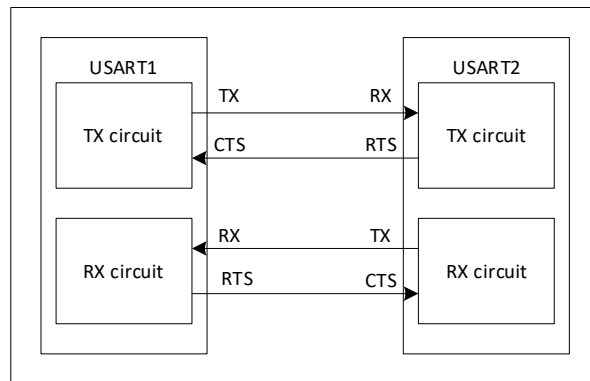 USART1 USART2
TX RX
TX circuit TX circuit
CTS RTS
RX TX
RX circuit RX circuit
RTS CTS